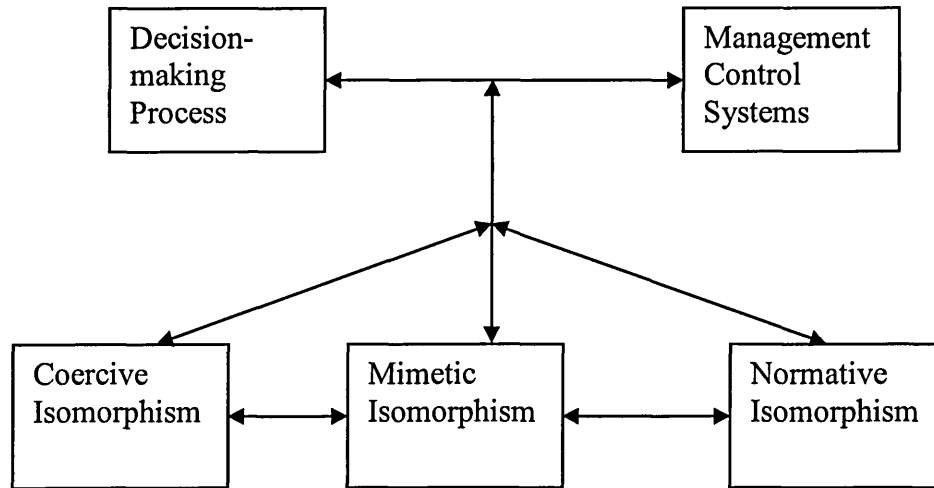 Decision-
making
Process
Management
Control
Systems
Coercive
Isomorphism
Mimetic
Isomorphism
Normative
Isomorphism